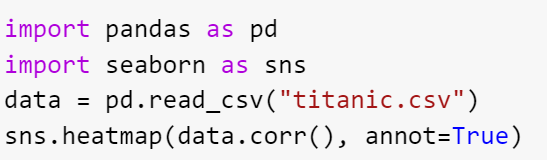 import pandas as pd
import seaborn as sns
data = pd.read_csv("titanic.csv")
sns.heatmap(data.corr(), annot=True)